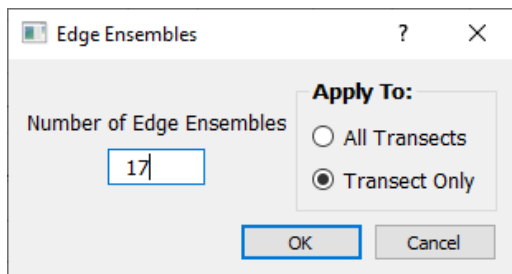 Edge Ensembles
?
Number of Edge Ensembles
17
Apply To:
All Transects
Transect Only
OK
Cancel